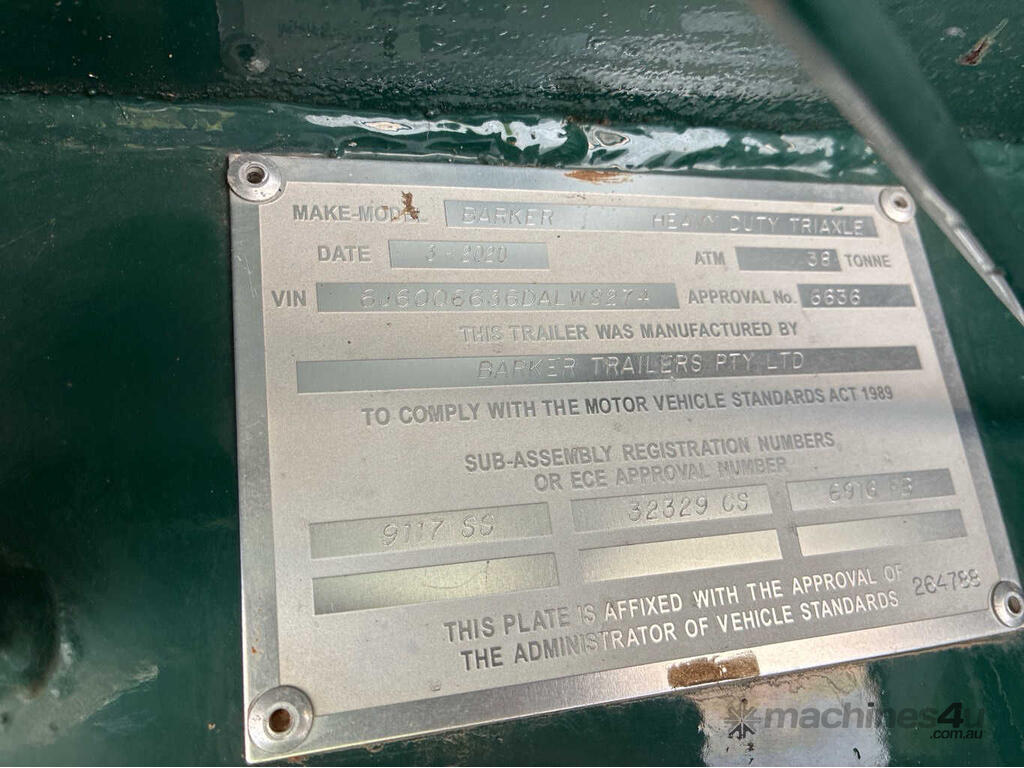 MAKE-MODEL BARKER HEAVY DUTY TRIAXLE
DATE 3-2020 ATM 38 TONNE
VIN 6J6006636DALWS274 APPROVAL No. 6636
THIS TRAILER WAS MANUFACTURED BY
BARKER TRAILERS PTY LTD
TO COMPLY WITH THE MOTOR VEHICLE STANDARDS ACT 1989
SUB-ASSEMBLY REGISTRATION NUMBERS
OR ECE APPROVAL NUMBER
9117 SS 32329 CS
THIS PLATE IS AFFIXED WITH THE APPROVAL OF
THE ADMINISTRATOR OF VEHICLE STANDARDS 264788
machines4u
.com.au